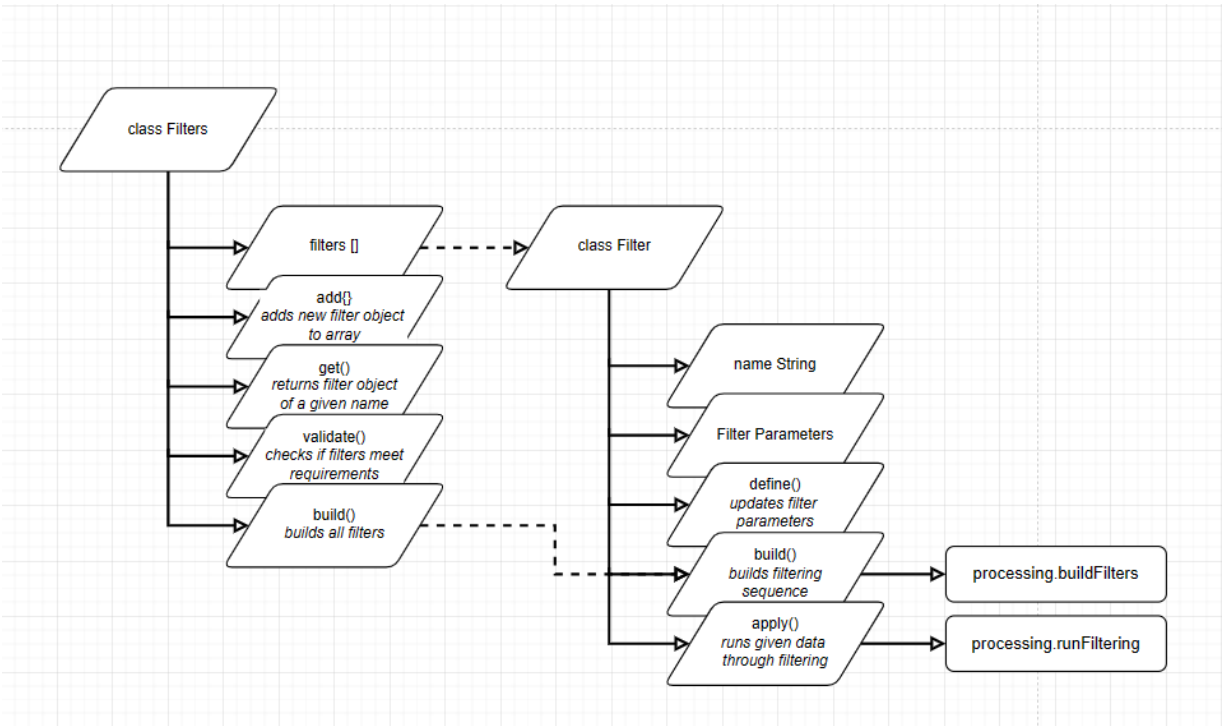 class Filters
filters []
class Filter
add{}
adds new filter object
to array
get()
returns filter object
of a given name
validate()
checks if filters meet
requirements
build()
builds all filters
name String
Filter Parameters
define()
updates filter
parameters
build()
builds filtering
sequence
processing.buildFilters
apply()
runs given data
through filtering
processing.runFiltering